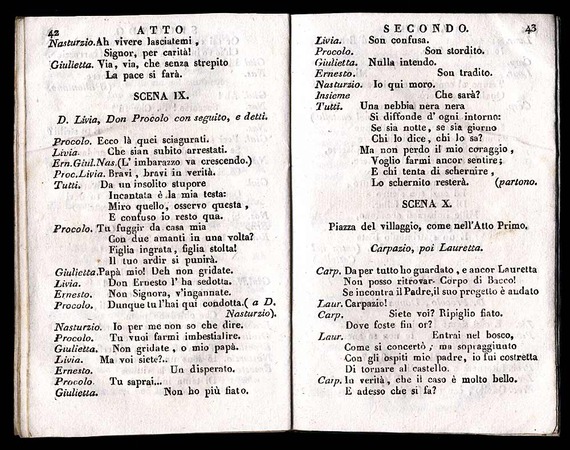 42 ATTO
Nasturzio. Ah vivere lasciatemi,
Signor, per carità!
Giulietta. Via, via, che senza strepito
La pace si farà.
SCENA IX.
D. Livia, Don Procolo con seguito, e detti.
Procolo. Ecco là quei sciagurati.
Livia. Che sian subito arrestati.
Ern. Giul. Nas. (L' imbarazzo va crescendo.)
Proc. Livia. Bravi, bravi in verità.
Tutti. Da un insolito stupore
Incantata è la mia testa:
Miro quello, osservo questa,
E confuso io resto qua.
Procolo. Tu fuggir da casa mia
Con due amanti in una volta?
Figlia ingrata, figlia stolta!
Il tuo ardir si punirà.
Giulietta. Papà mio! Deh non gridate.
Livia. Don Ernesto l' ha sedotta.
Ernesto. Non Signora, v'ingannate.
Procolo. Dunque tu l'hai qui condotta. (a D.
Nasturzio).
Nasturzio. Io per me non so che dire.
Procolo. Tu vuoi farmi imbestialire.
Giulietta. Non gridate, o mio papà.
Livia. Ma voi siete?..
Ernesto. Un disperato.
Procolo. Tu saprai...
Giulietta. Non ho più fiato.
SECONDO. 43
Livia. Son confusa.
Procolo. Son stordito.
Giulietta. Nulla intendo.
Ernesto. Son tradito.
Nasturzio. Io qui moro.
Insieme Che sarà?
Tutti. Una nebbia nera nera
Si diffonde d' ogni intorno:
Se sia notte, se sia giorno
Chi lo dice, chi lo sa?
Ma non perdo il mio coraggio,
Voglio farmi ancor sentire;
E chi tenta di schernire,
Lo schernito resterà. (partono.
SCENA X.
Piazza del villaggio, come nell'Atto Primo.
Carpazio, poi Lauretta.
Carp. Da per tutto ho guardato, e ancor Lauretta
Non posso ritrovar. Corpo di Bacco!
Se incontra il Padre, il suo progetto è audato
Laur. Carpazio!
Carp. Siete voi? Ripiglio fiato.
Dove foste fin or?
Laur. Entrai nel bosco,
Come si concertò; ma sopraggiunto
Con gli ospiti mio padre, io fui costretta
Di tornare al castello.
Carp. In verità, che il caso è molto bello.
E adesso che si fa?